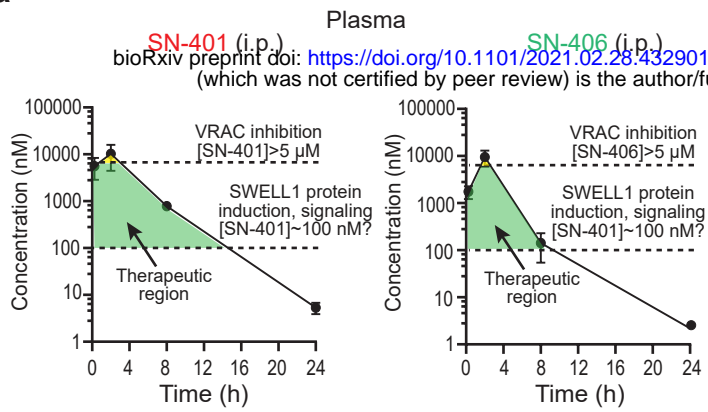 Plasma
SN-401 (i.p.)
SN-406 (i.p.)
bioRxiv preprint doi: https://doi.org/10.1101/2021.02.28.432901
(which was not certified by peer review) is the author/fu
Concentration (nM)
100000
10000
1000
100
10
1
VRAC inhibition
[SN-401]>5 µM
SWELL1 protein
induction, signaling
[SN-401]~100 nM?
Therapeutic
region
0 4 8 12 16 20 24
Time (h)
Concentration (nM)
100000
10000
1000
100
10
1
VRAC inhibition
[SN-406]>5 µM
SWELL1 protein
induction, signaling
[SN-401]~100 nM?
Therapeutic
region
0 4 8 12 16 20 24
Time (h)